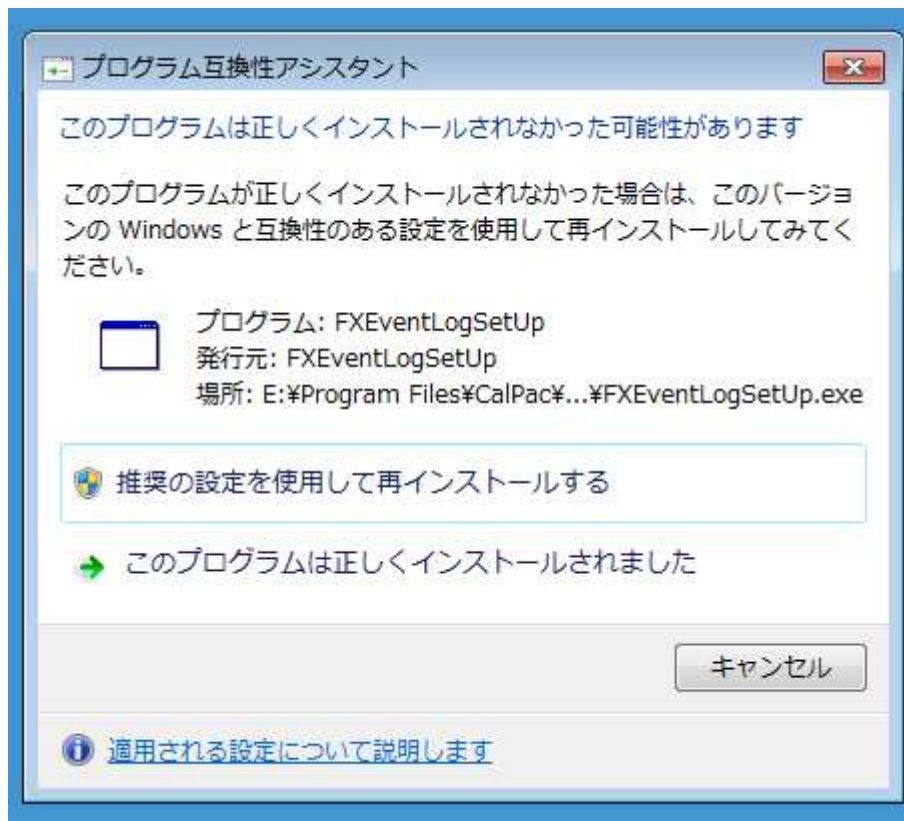 プログラム互換性アシスタント
このプログラムは正しくインストールされなかった可能性があります
このプログラムが正しくインストールされなかった場合は、このバージョ
ンの Windows と互換性のある設定を使用して再インストールしてみてく
ださい。
プログラム: FXEventLogSetUp
発行元: FXEventLogSetUp
場所: E:¥Program Files¥CalPac¥...¥FXEventLogSetUp.exe
推奨の設定を使用して再インストールする
このプログラムは正しくインストールされました
キャンセル
適用される設定について説明します